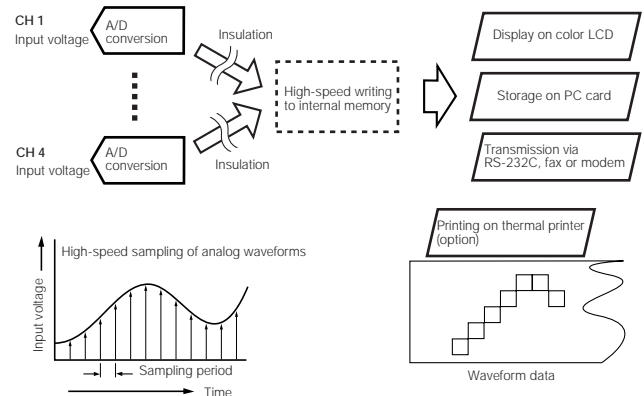 CH 1
Input voltage
A/D
conversion
Insulation
High-speed writing
to internal memory
Display on color LCD
Storage on PC card
CH 4
Input voltage
A/D
conversion
Insulation
Transmission via
RS-232C, fax or modem
Printing on thermal printer
(option)
High-speed sampling of analog waveforms
Input voltage
Sampling period
Time
Waveform data